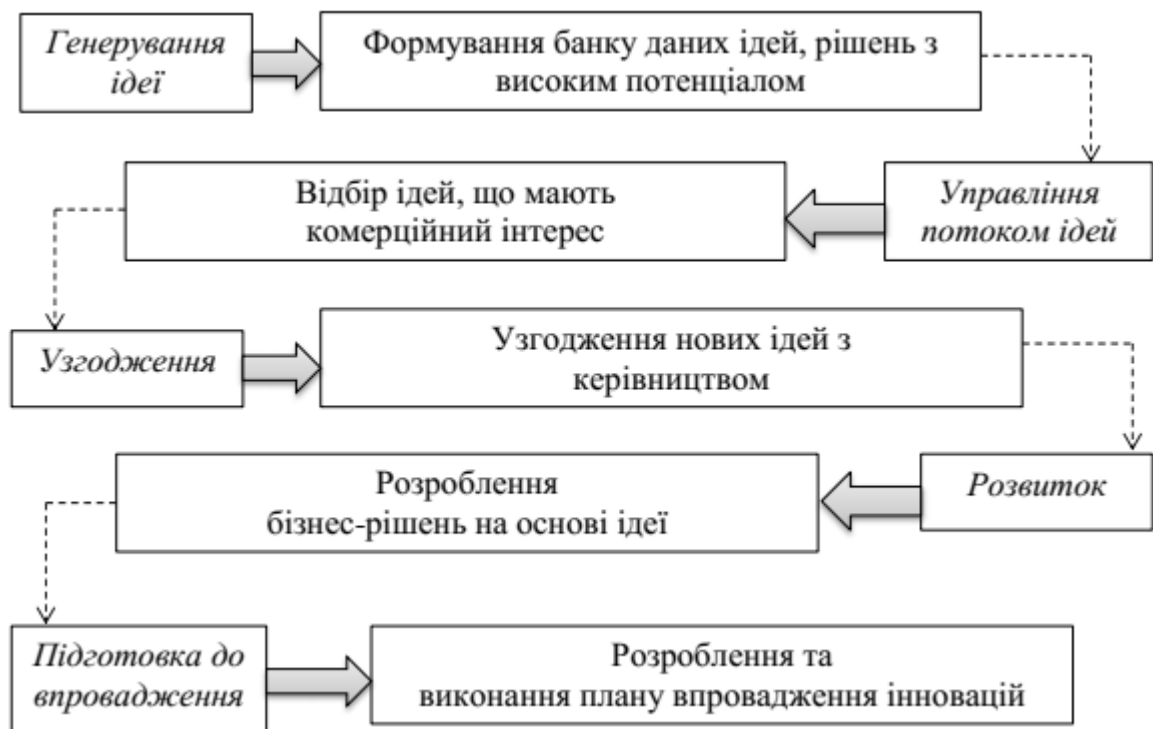 Генерування
ідеї
Формування банку даних ідей, рішень з
високим потенціалом
Управління
потоком ідей
Відбір ідей, що мають
комерційний інтерес
Узгодження
Узгодження нових ідей з
керівництвом
Розвиток
Розроблення
бізнес-рішень на основі ідеї
Підготовка до
впровадження
Розроблення та
виконання плану впровадження інновацій